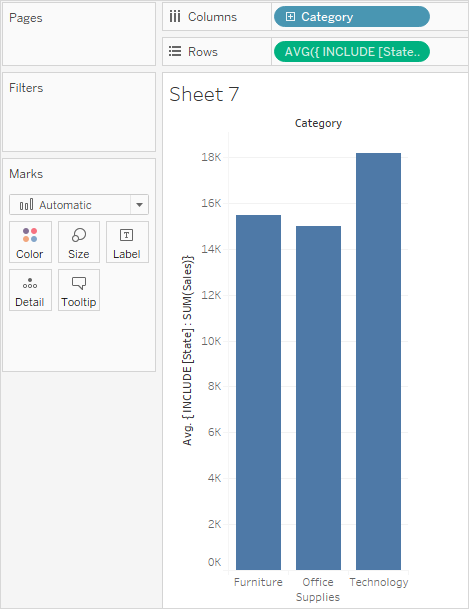 Pages
Columns
Category
Rows
AVG({ INCLUDE [State..
Filters
Sheet 7
Category
Marks
Automatic
Color
Size
Label
Detail
Tooltip
Avg. { INCLUDE [State] : SUM(Sales)}
18K
16K
14K
12K
10K
8K
6K
4K
2K
0K
Furniture
Office
Supplies
Technology